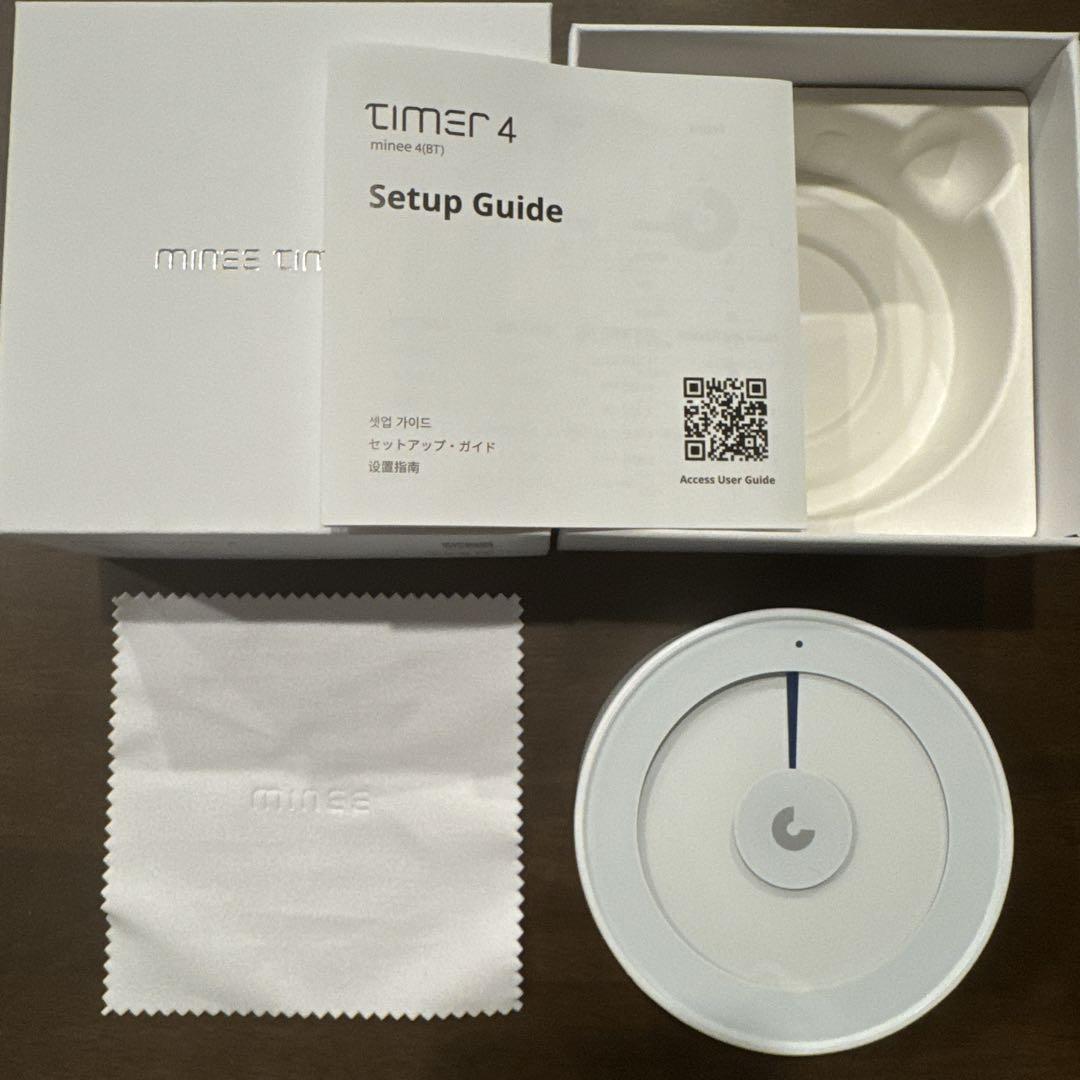 minee tim
timer 4
minee 4(BT)
Setup Guide
셋업 가이드
セットアップ・ガイド
设置指南
Access User Guide
minee